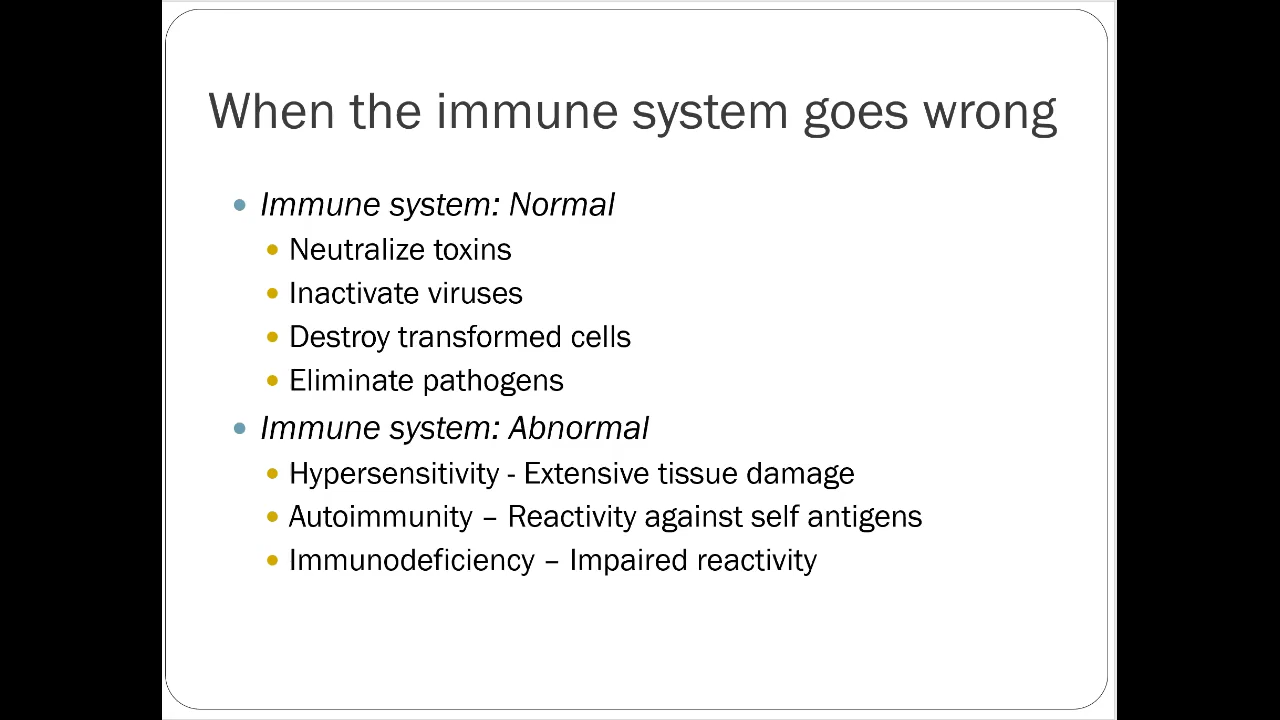 When the immune system goes wrong
Immune system: Normal
Neutralize toxins
Inactivate viruses
Destroy transformed cells
Eliminate pathogens
Immune system: Abnormal
Hypersensitivity - Extensive tissue damage
Autoimmunity – Reactivity against self antigens
Immunodeficiency – Impaired reactivity